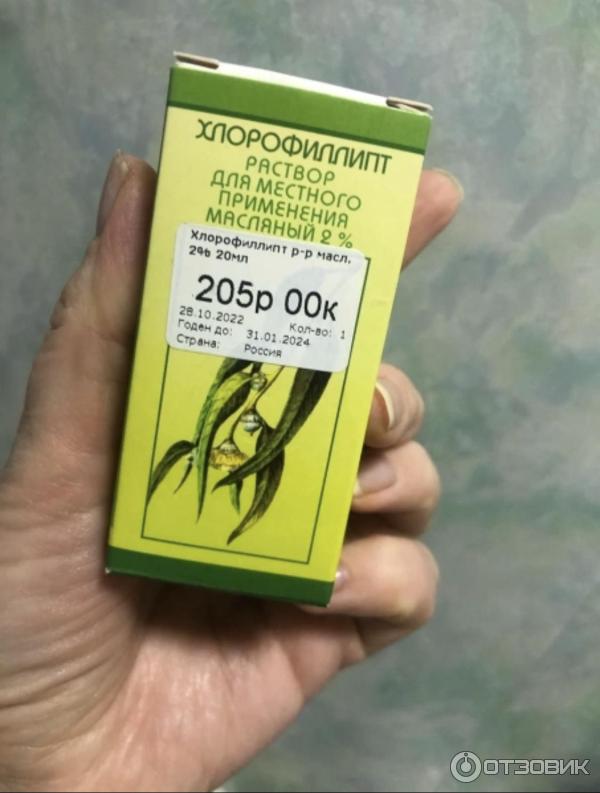 ХЛОРОФИЛЛИПТ
РАСТВОР
ДЛЯ МЕСТНОГО
ПРИМЕНЕНИЯ
МАСЛЯНЫЙ 2 %
Хлорофиллипт р-р масл.
2% 20мл
205р 00к
28.10.2022 Кол-во: 1
Годен до: 31.01.2024
Страна: Россия
ОТЗОВИК